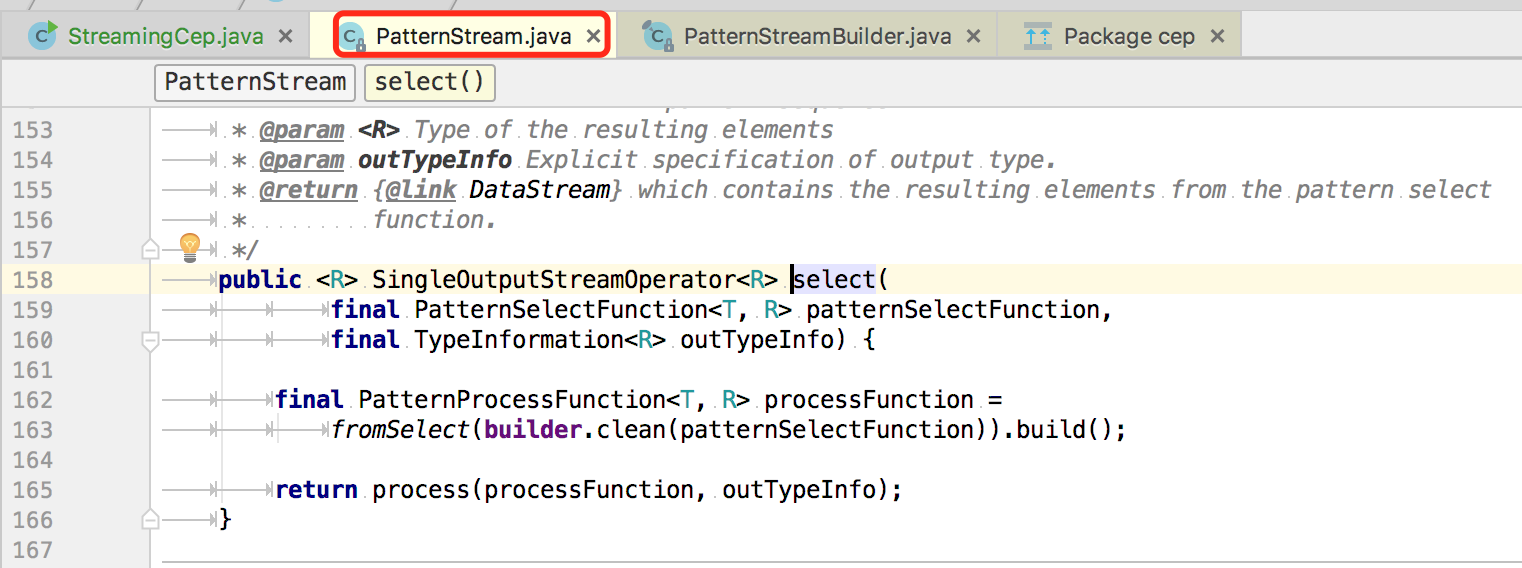 StreamingCep.java × PatternStream.java × PatternStreamBuilder.java × Package cep ×
PatternStream select()
153 * @param <R> Type of the resulting elements
154 * @param outTypeInfo Explicit specification of output type.
155 * @return {@link DataStream} which contains the resulting elements from the pattern select
156 * function.
157 */
158 public <R> SingleOutputStreamOperator<R> select(
159 final PatternSelectFunction<T, R> patternSelectFunction,
160 final TypeInformation<R> outTypeInfo) {
161
162 final PatternProcessFunction<T, R> processFunction =
163 fromSelect(builder.clean(patternSelectFunction)).build();
164
165 return process(processFunction, outTypeInfo);
166 }
167